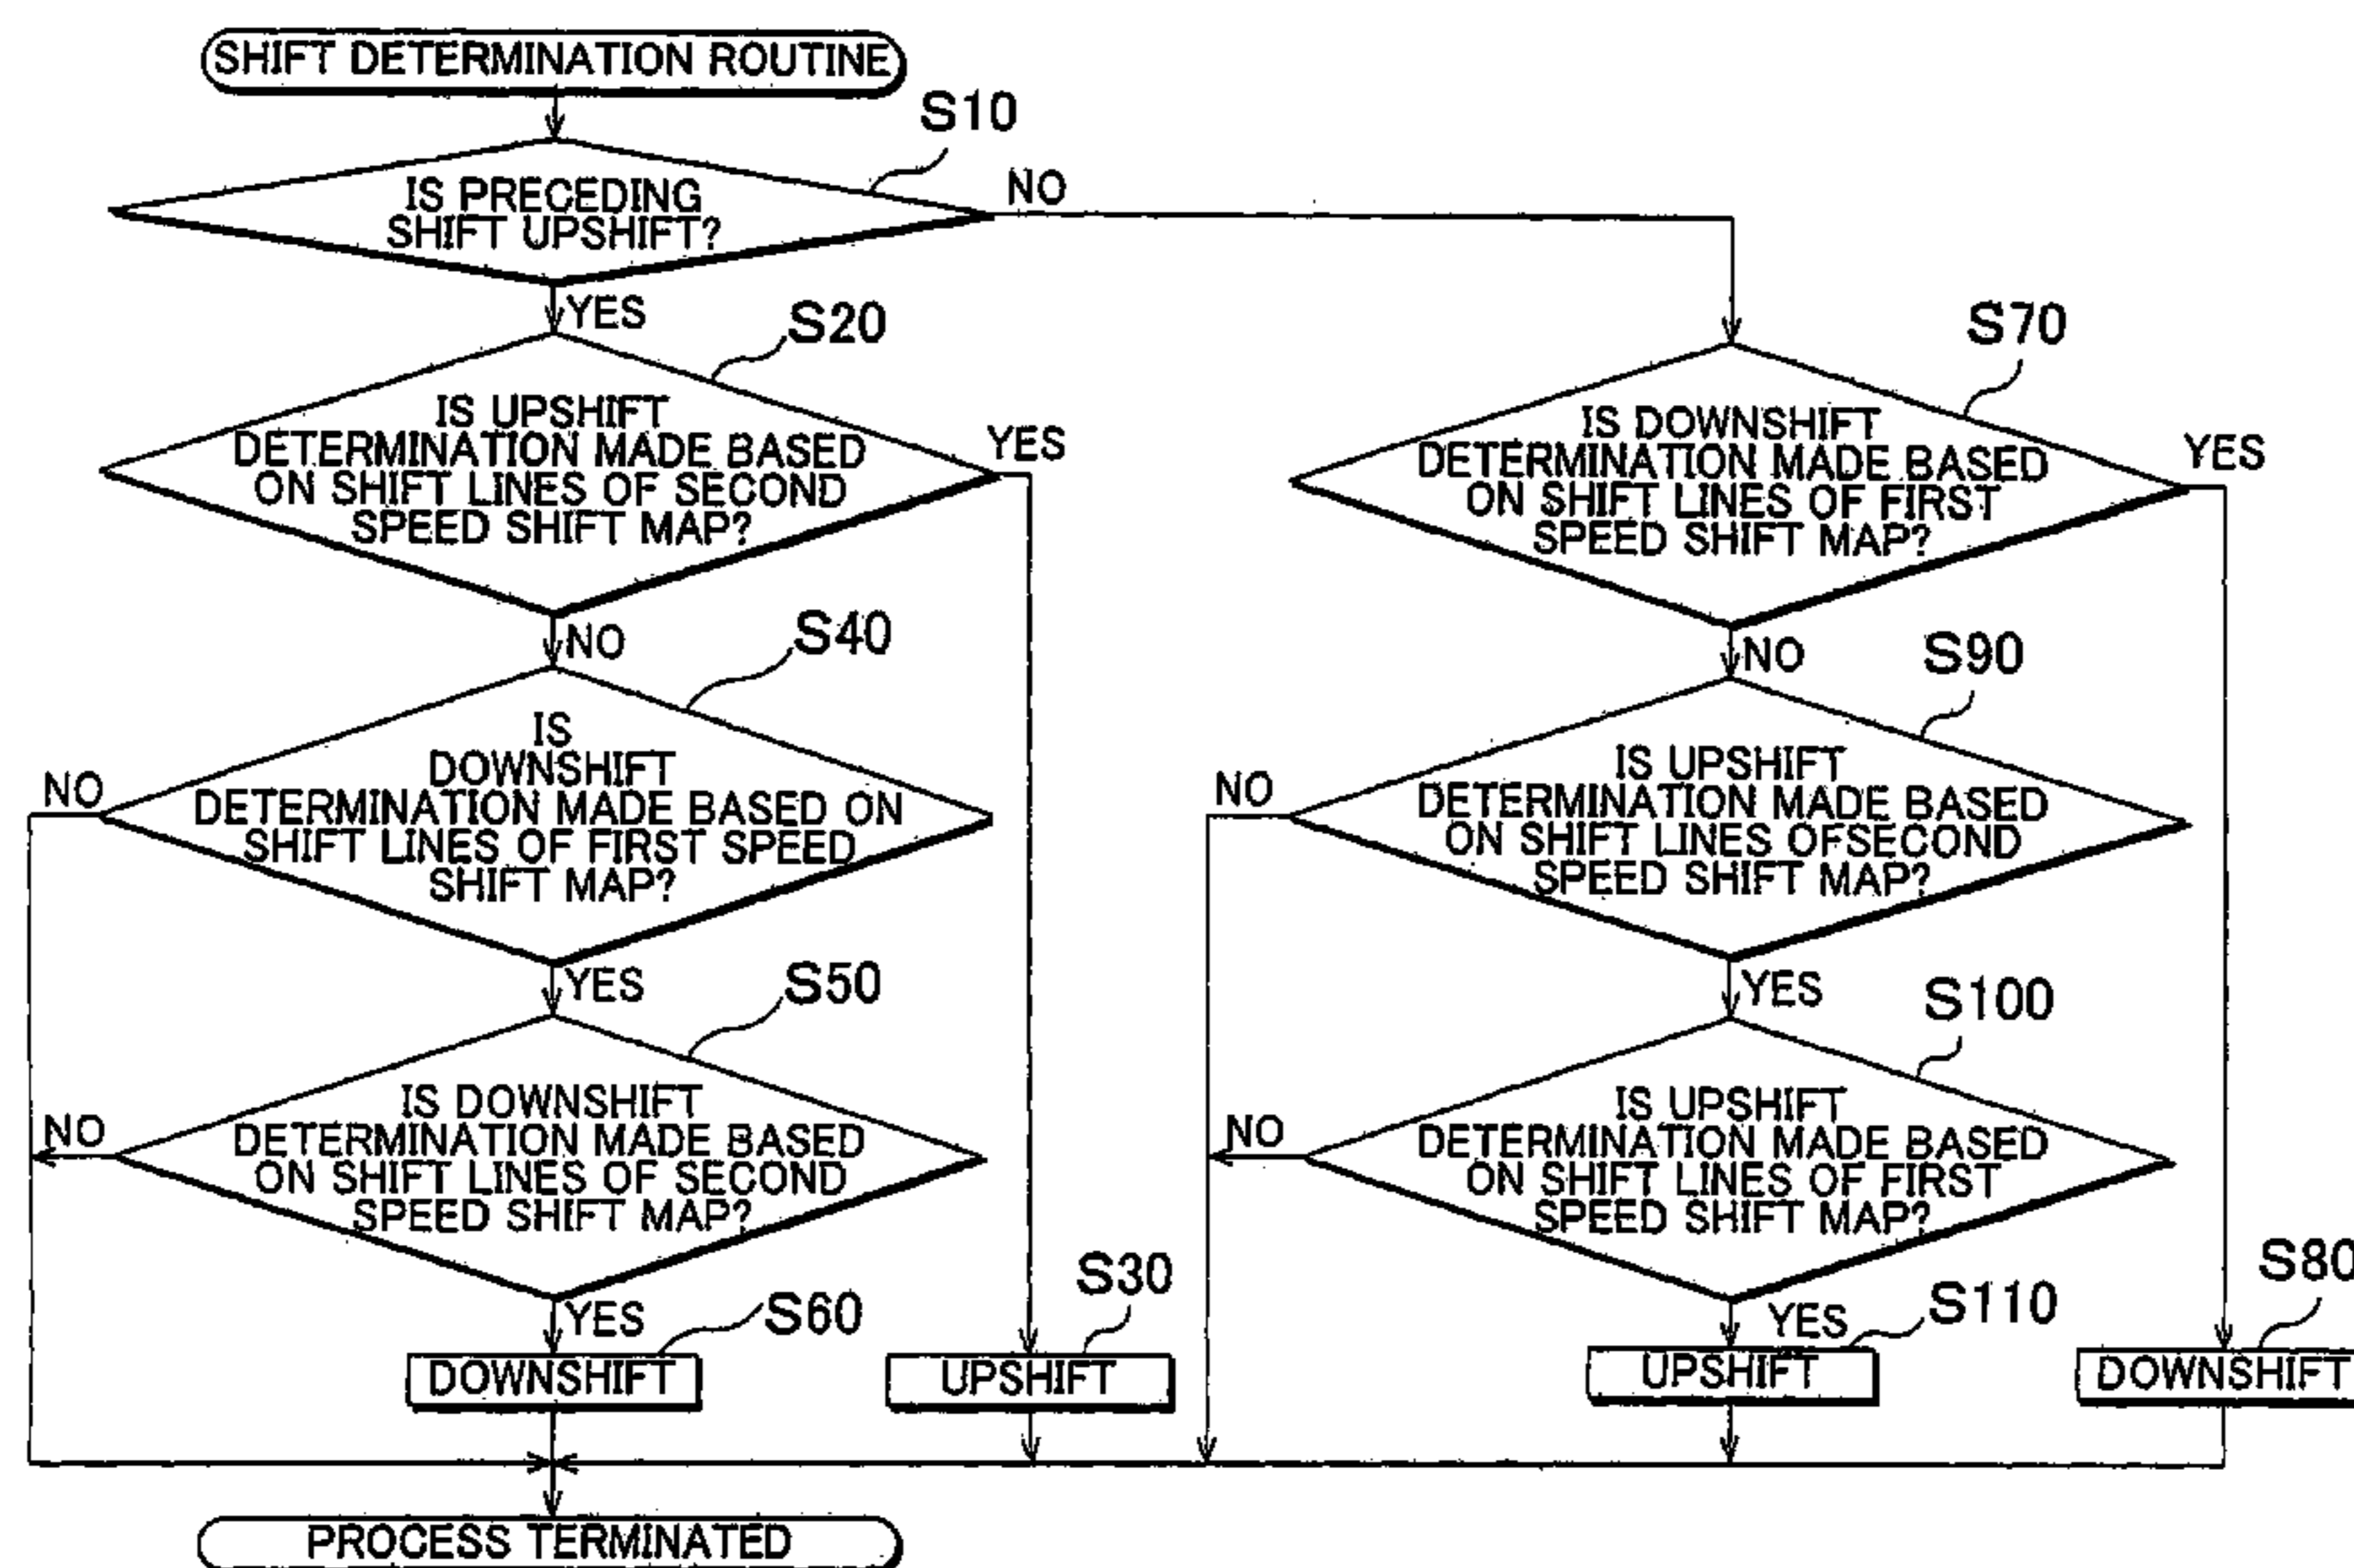 SHIFT DETERMINATION ROUTINE
S10
IS PRECEDING
SHIFT UPSHIFT?
NO
YES
S20
IS UPSHIFT
DETERMINATION MADE BASED
ON SHIFT LINES OF SECOND
SPEED SHIFT MAP?
YES
NO
S40
IS
DOWNSHIFT
DETERMINATION MADE BASED ON
SHIFT LINES OF FIRST SPEED
SHIFT MAP?
NO
YES
S50
IS DOWNSHIFT
DETERMINATION MADE BASED
ON SHIFT LINES OF SECOND
SPEED SHIFT MAP?
NO
YES
S60
DOWNSHIFT
S30
UPSHIFT
S70
IS DOWNSHIFT
DETERMINATION MADE BASED
ON SHIFT LINES OF FIRST
SPEED SHIFT MAP?
YES
NO
S90
IS UPSHIFT
DETERMINATION MADE BASED
ON SHIFT LINES OFSECOND
SPEED SHIFT MAP?
NO
YES
S100
IS UPSHIFT
DETERMINATION MADE BASED
ON SHIFT LINES OF FIRST
SPEED SHIFT MAP?
NO
YES
S110
UPSHIFT
S80
DOWNSHIFT
PROCESS TERMINATED